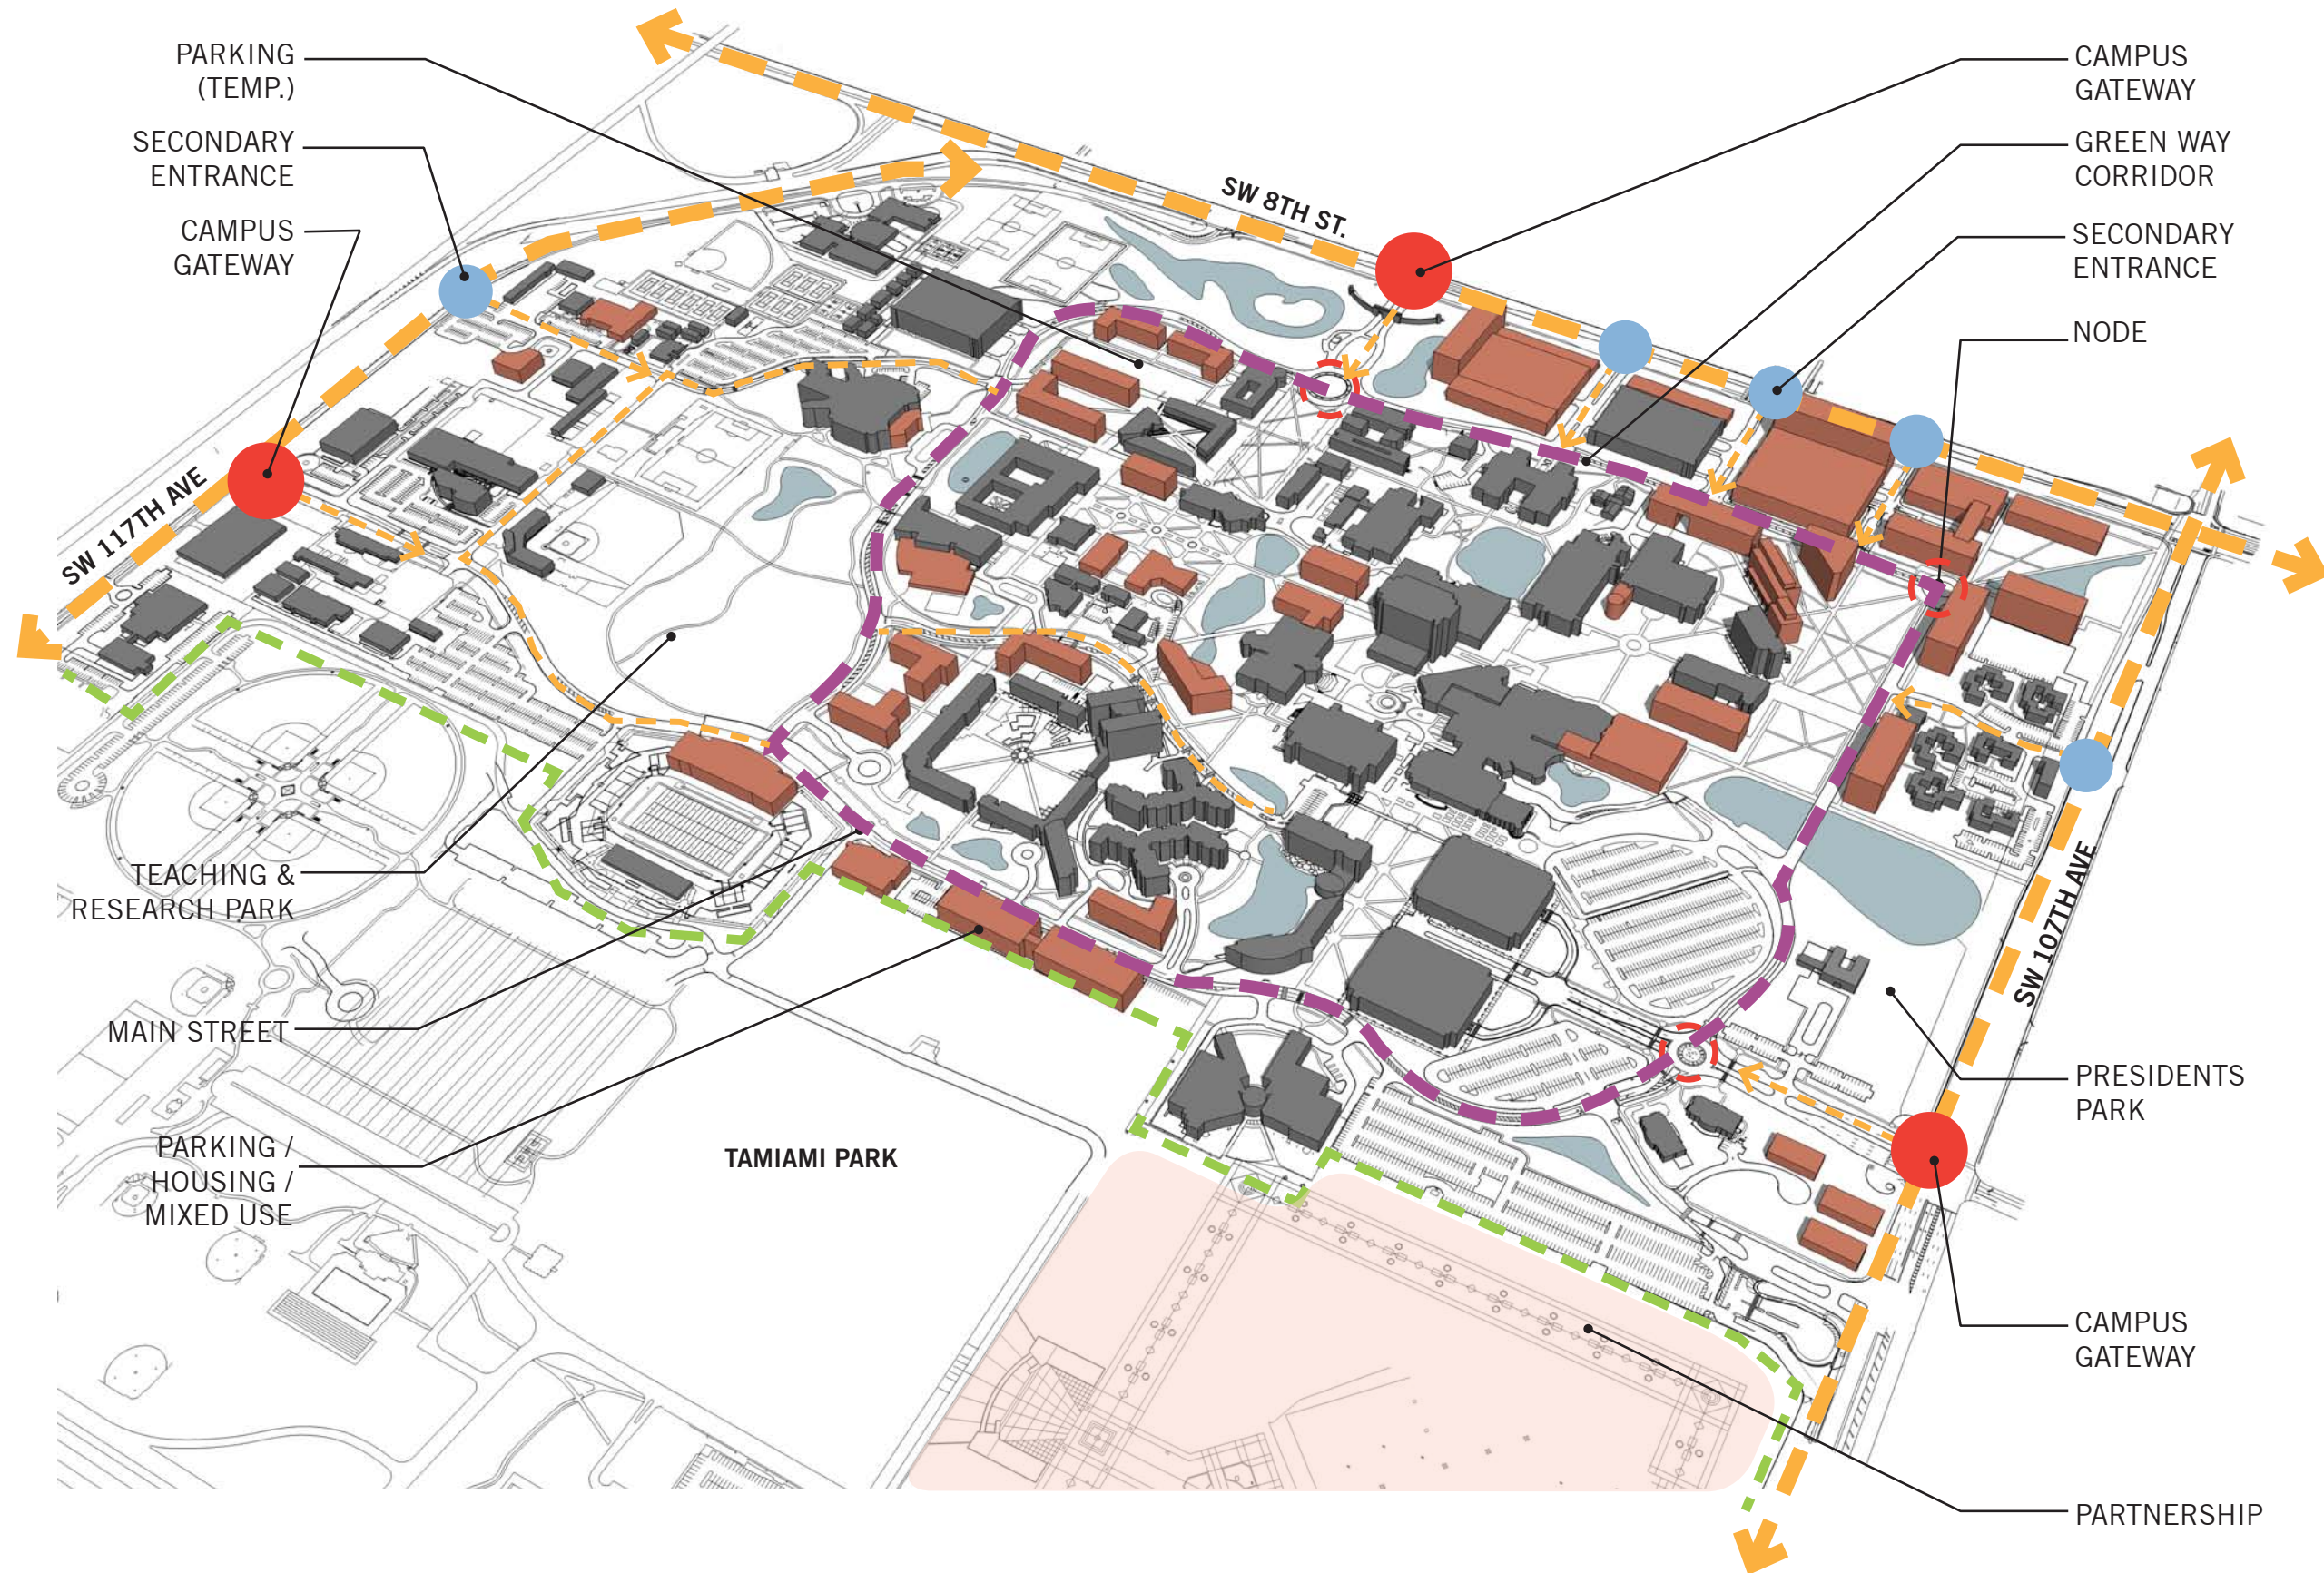 PARKING
(TEMP.)
SECONDARY
ENTRANCE
CAMPUS
GATEWAY
SW 117TH AVE
TEACHING &
RESEARCH PARK
MAIN STREET
PARKING /
HOUSING /
MIXED USE
TAMIAMI PARK
SW 8TH ST.
CAMPUS
GATEWAY
GREEN WAY
CORRIDOR
SECONDARY
ENTRANCE
NODE
SW 107TH AVE
PRESIDENTS
PARK
CAMPUS
GATEWAY
PARTNERSHIP